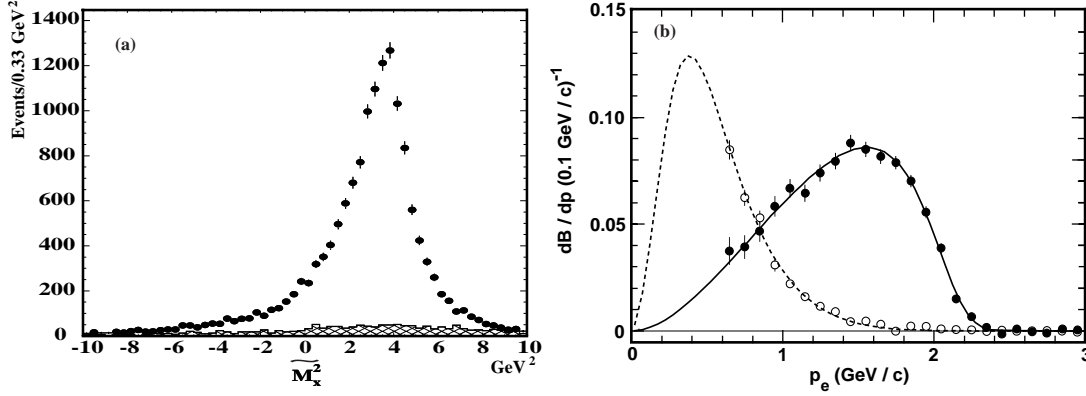 (a)
Events/0.33 GeV²
1400
1200
1000
800
600
400
200
0
-10 -8 -6 -4 -2 0 2 4 6 8 10
M̃ₓ²
GeV²
(b)
dB / dp (0.1 GeV / c)⁻¹
0.15
0.10
0.05
0
0 1 2 3
pₑ (GeV / c)